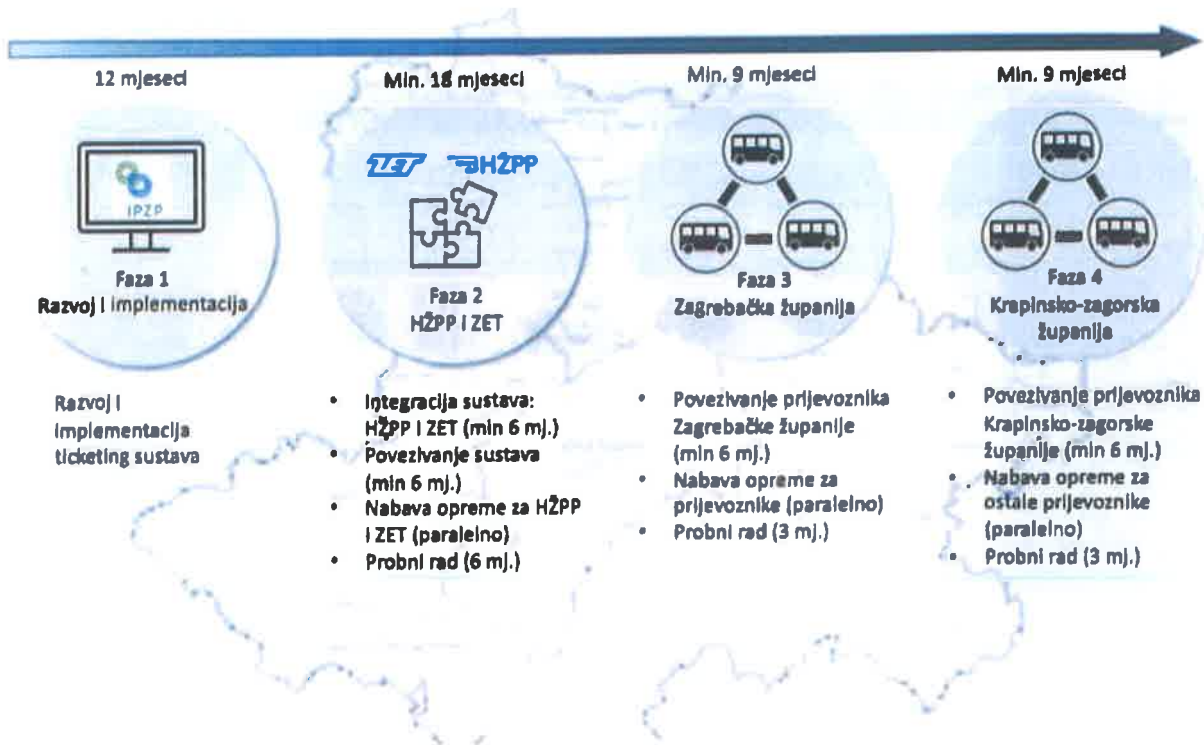 12 mjeseci
IPZP
Faza 1
Razvoj i implementacija
Razvoj i
implementacija
ticketing sustava
Min. 18 mjeseci
ZET HŽPP
Faza 2
HŽPP i ZET
• Integracija sustava:
HŽPP i ZET (min 6 mj.)
• Povezivanje sustava
(min 6 mj.)
• Nabava opreme za HŽPP
i ZET (paralelno)
• Probni rad (6 mj.)
Min. 9 mjeseci
Faza 3
Zagrebačka županija
• Povezivanje prijevoznika
Zagrebačke županije
(min 6 mj.)
• Nabava opreme za
prijevoznike (paralelno)
• Probni rad (3 mj.)
Min. 9 mjeseci
Faza 4
Krapinsko-zagorska
županija
• Povezivanje prijevoznika
Krapinsko-zagorske
županije (min 6 mj.)
• Nabava opreme za
ostale prijevoznike
(paralelno)
• Probni rad (3 mj.)